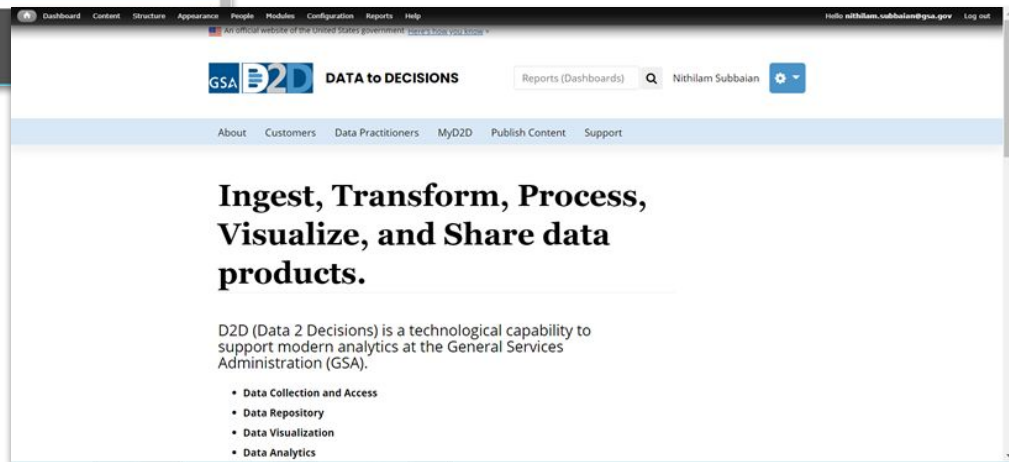 Dashboard Content Structure Appearance People Modules Configuration Reports Help Hello nithilam.subbaian@gsa.gov Log out
An official website of the United States government Here's how you know
GSA D2D DATA to DECISIONS Reports (Dashboards) Nithilam Subbaian
About Customers Data Practitioners MyD2D Publish Content Support
Ingest, Transform, Process,
Visualize, and Share data
products.
D2D (Data 2 Decisions) is a technological capability to
support modern analytics at the General Services
Administration (GSA).
• Data Collection and Access
• Data Repository
• Data Visualization
• Data Analytics